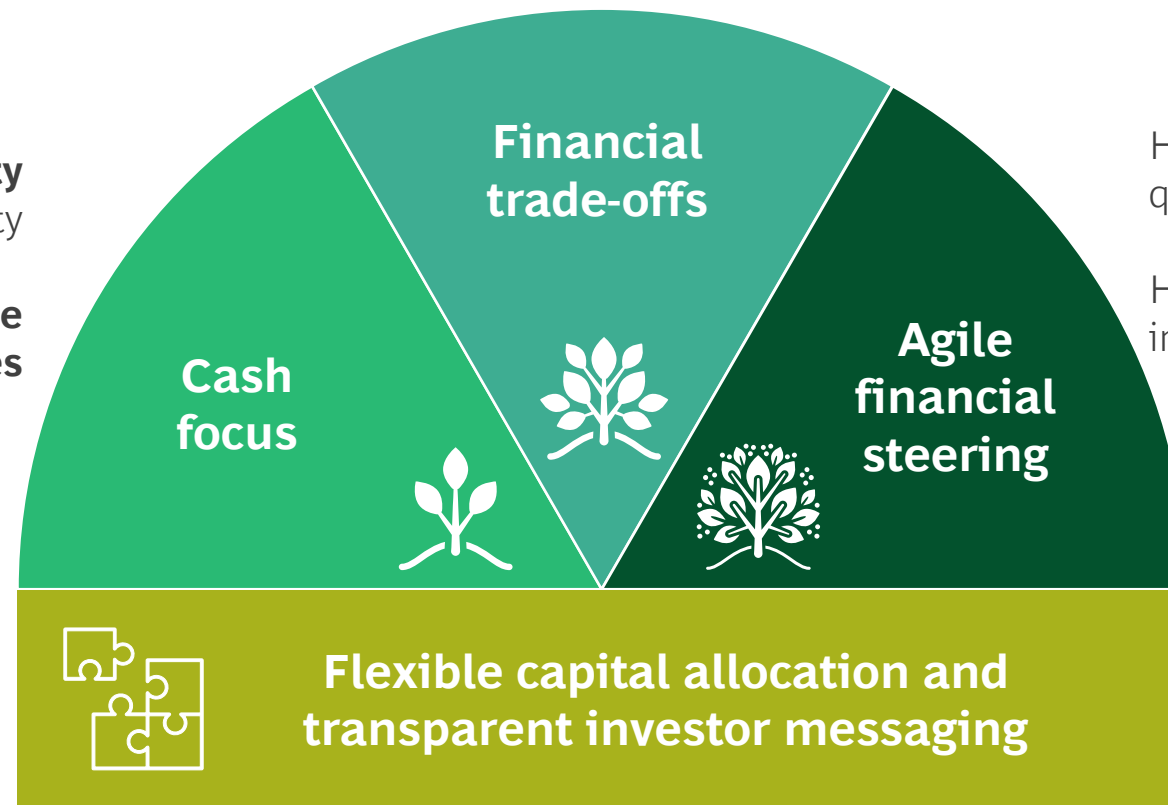 Financial
trade-offs
Cash
focus
Agile
financial
steering
Flexible capital allocation and
transparent investor messaging